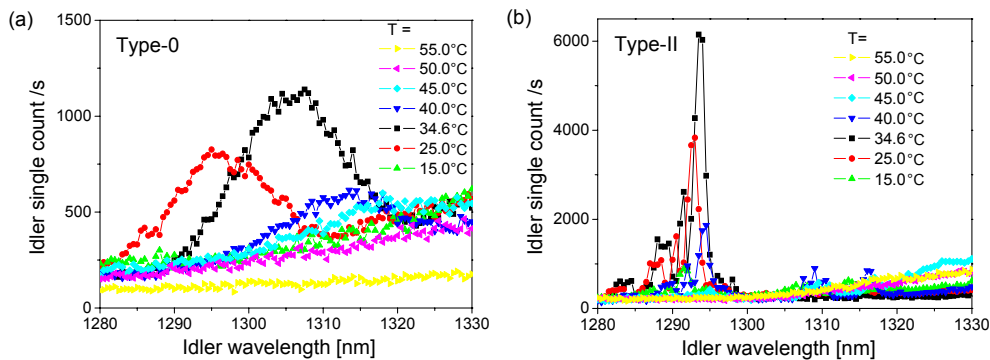 (a)
Type-0
T =
55.0°C
50.0°C
45.0°C
40.0°C
34.6°C
25.0°C
15.0°C
Idler single count /s
1500
1000
500
0
1280 1290 1300 1310 1320 1330
Idler wavelength [nm]
(b)
Type-II
T=
55.0°C
50.0°C
45.0°C
40.0°C
34.6°C
25.0°C
15.0°C
Idler single count /s
6000
4000
2000
0
1280 1290 1300 1310 1320 1330
Idler wavelength [nm]